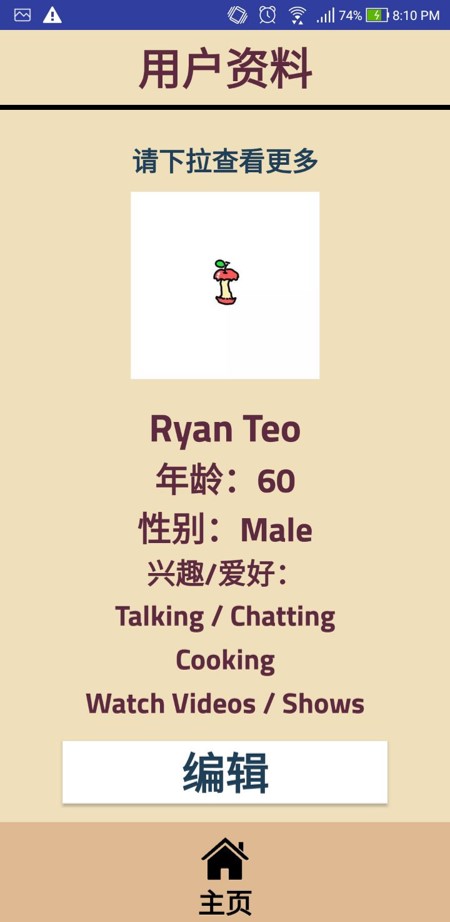 74% 8:10 PM
用户资料
请下拉查看更多
Ryan Teo
年龄：60
性别：Male
兴趣/爱好：
Talking / Chatting
Cooking
Watch Videos / Shows
编辑
主页